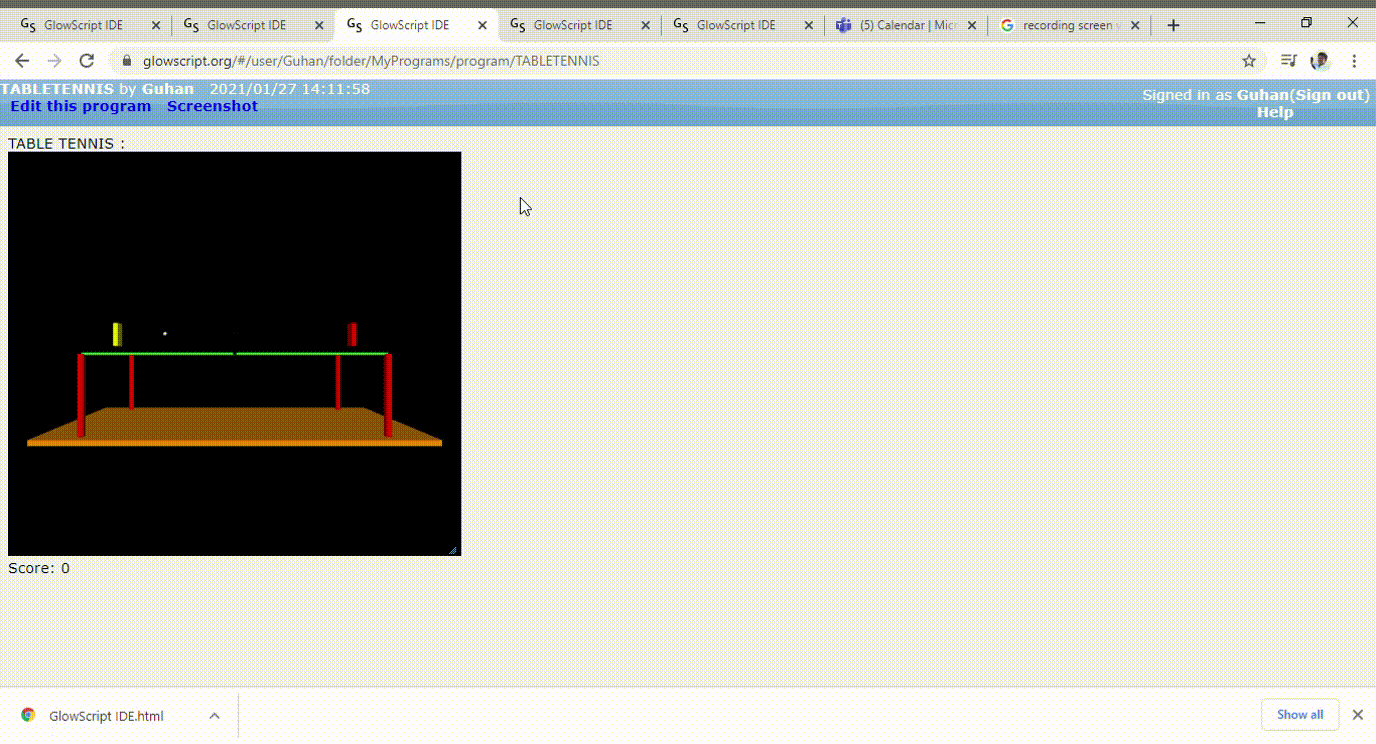 GlowScript IDE GlowScript IDE GlowScript IDE GlowScript IDE GlowScript IDE (5) Calendar | Micr recording screen v
glowscript.org/#/user/Guhan/folder/MyPrograms/program/TABLETENNIS
TABLETENNIS by Guhan 2021/01/27 14:11:58
Signed in as Guhan(Sign out)
Edit this program Screenshot
Help
TABLE TENNIS :
Score: 0
GlowScript IDE.html
Show all